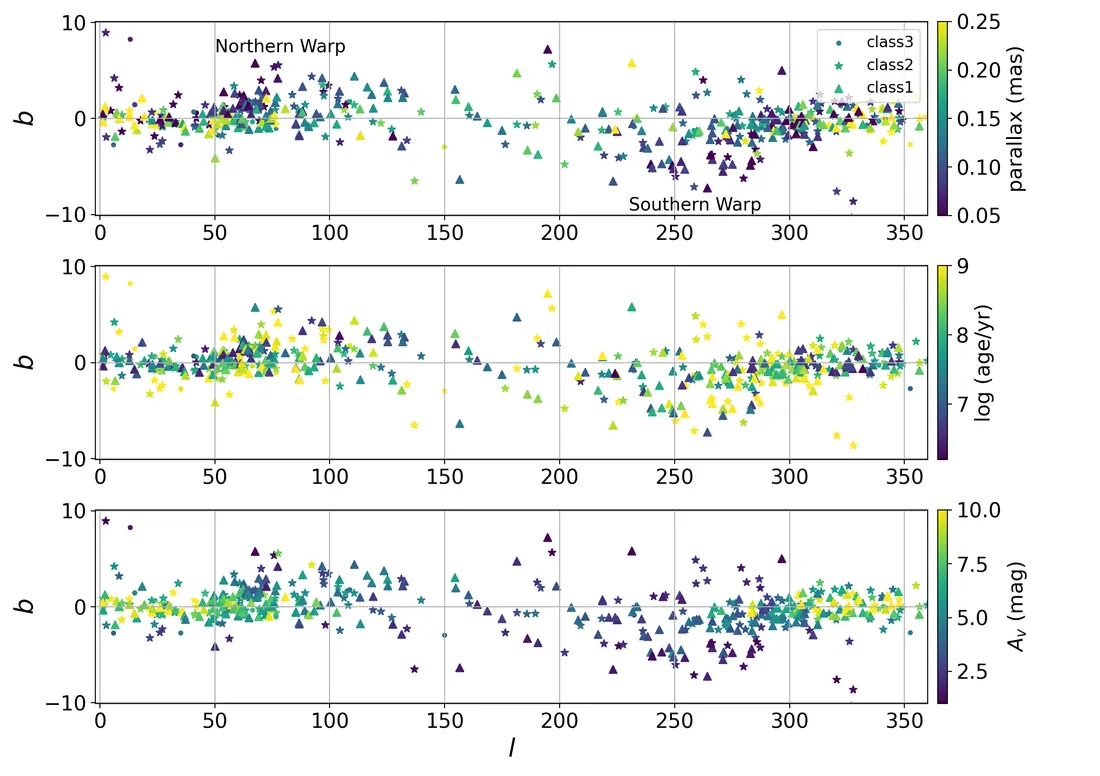 Northern Warp
Southern Warp
class3
class2
class1
b
10
0
−10
0 50 100 150 200 250 300 350
0.25
0.20
0.15
0.10
0.05
parallax (mas)
b
10
0
−10
0 50 100 150 200 250 300 350
9
8
7
log (age/yr)
b
10
0
−10
0 50 100 150 200 250 300 350
l
10.0
7.5
5.0
2.5
Av (mag)